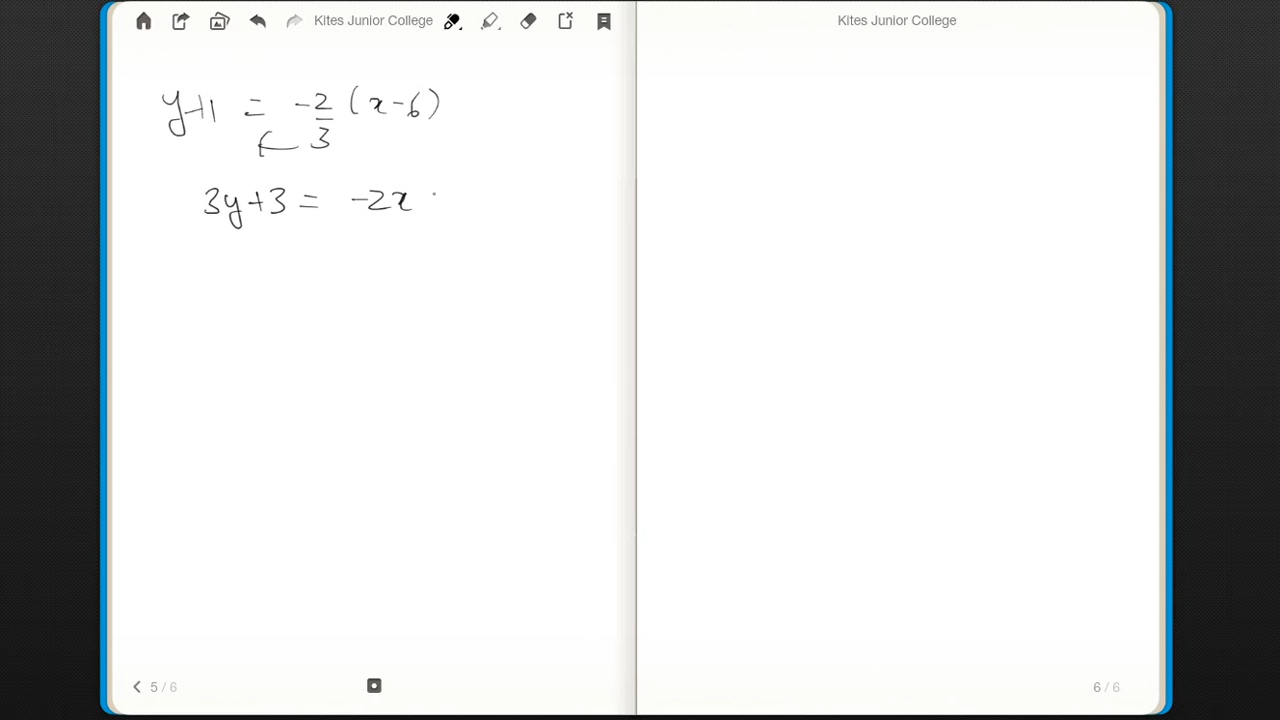 Kites Junior College
Kites Junior College
y+1 = -2/3 (x-6)
3y+3 = -2x
5 / 6
6 / 6